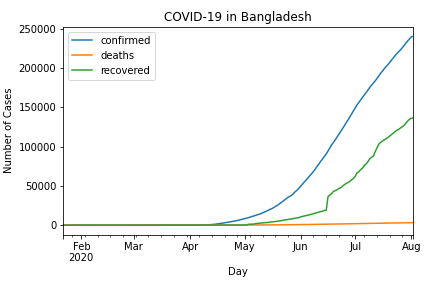 COVID-19 in Bangladesh
confirmed
deaths
recovered
250000
200000
150000
100000
50000
0
Number of Cases
Feb Mar Apr May Jun Jul Aug
2020
Day